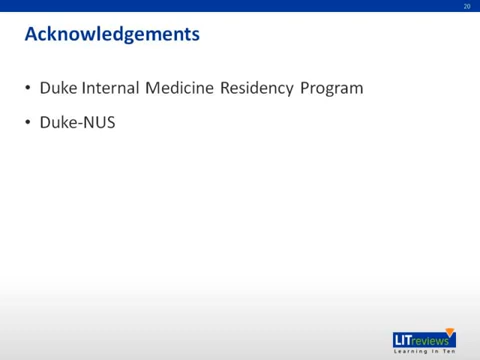 20
Acknowledgements
• Duke Internal Medicine Residency Program
• Duke-NUS
LITreviews
Learning In Ten